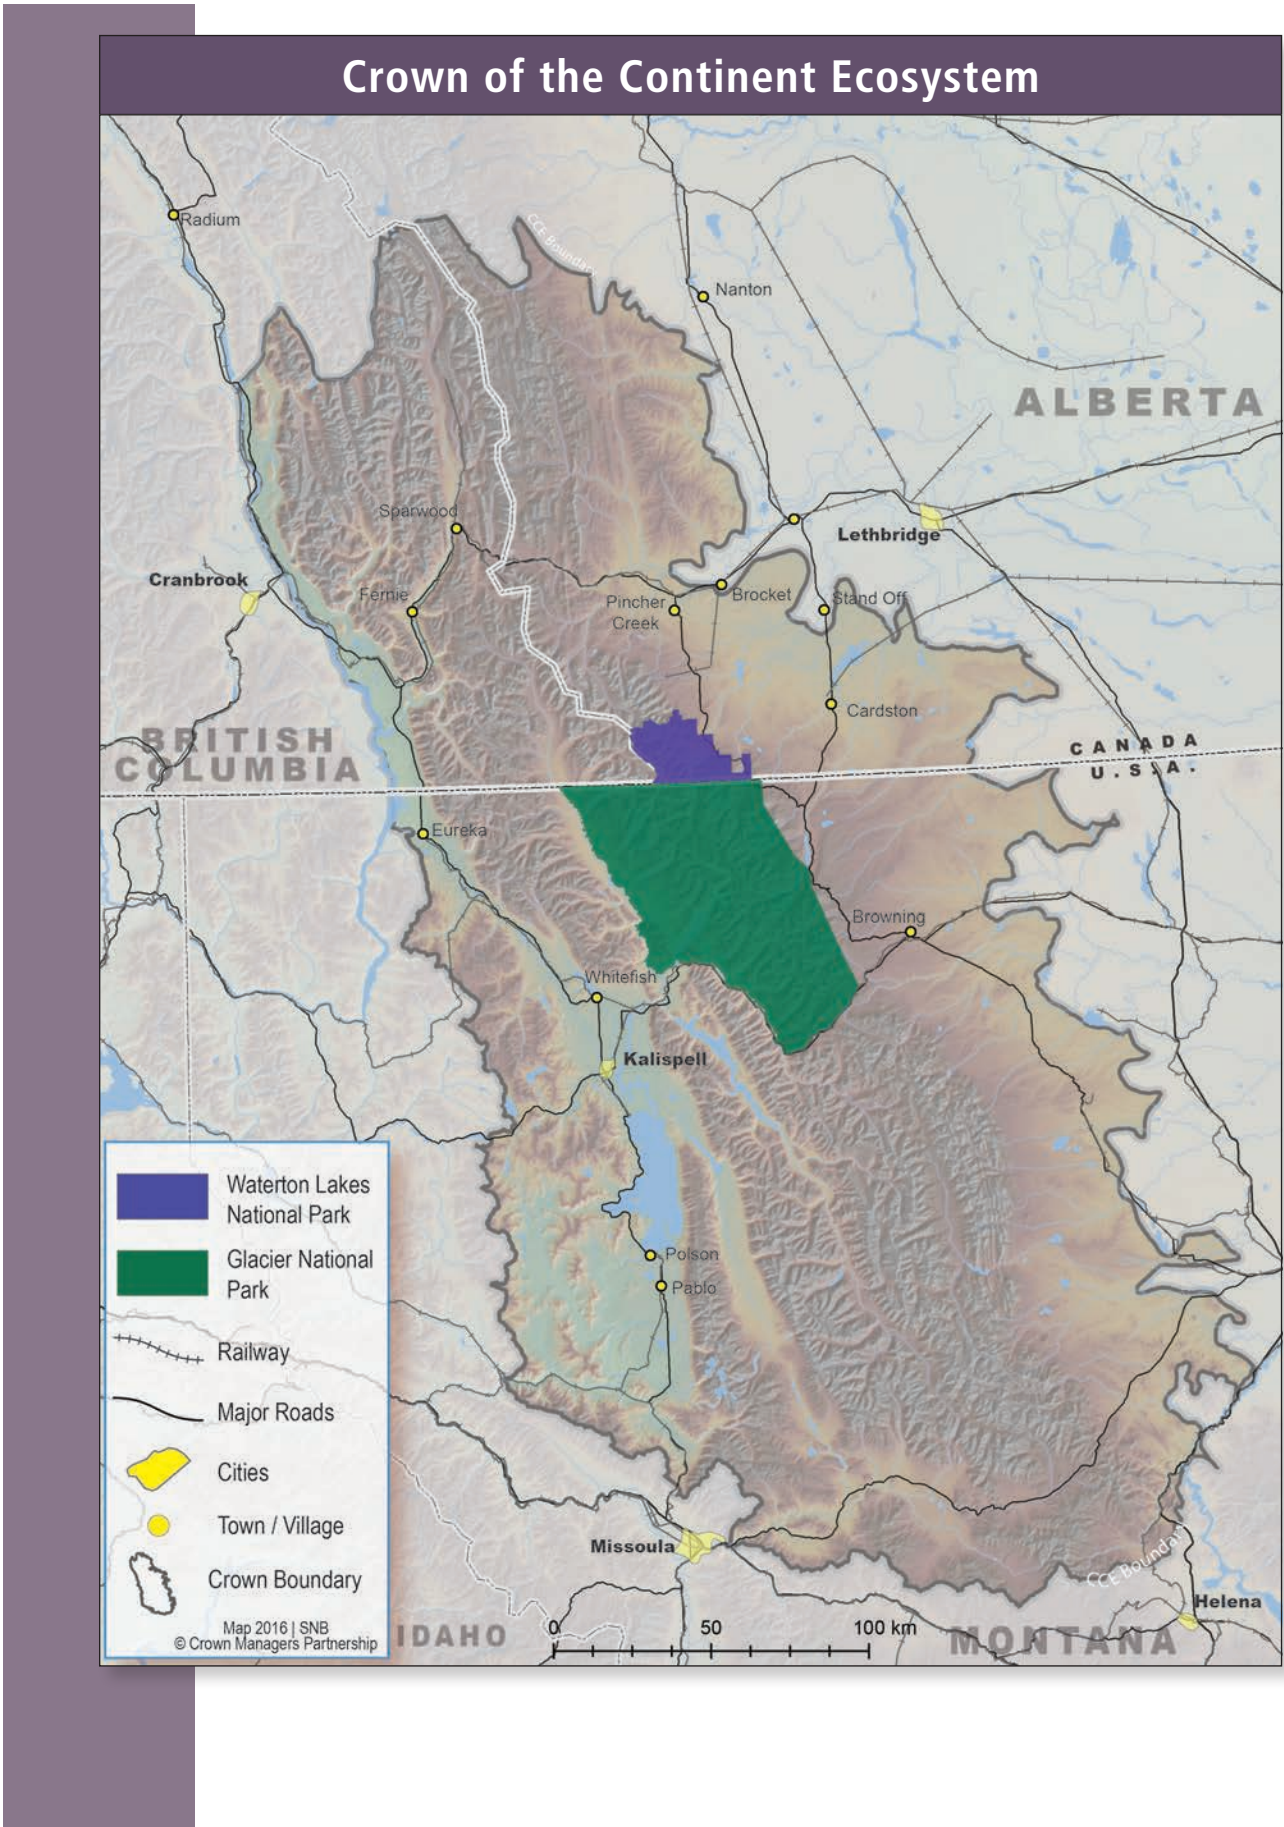 Crown of the Continent Ecosystem
Radium
CCE Boundary
Nanton
ALBERTA
Sparwood
Lethbridge
Cranbrook
Fernie
Pincher
Creek
Brocket
Stand Off
Cardston
BRITISH
COLUMBIA
CANADA
U.S.A.
Eureka
Browning
Whitefish
Kalispell
Polson
Pablo
Missoula
CCE Boundary
Helena
IDAHO
MONTANA
0 50 100 km
Waterton Lakes
National Park
Glacier National
Park
Railway
Major Roads
Cities
Town / Village
Crown Boundary
Map 2016 | SNB
© Crown Managers Partnership